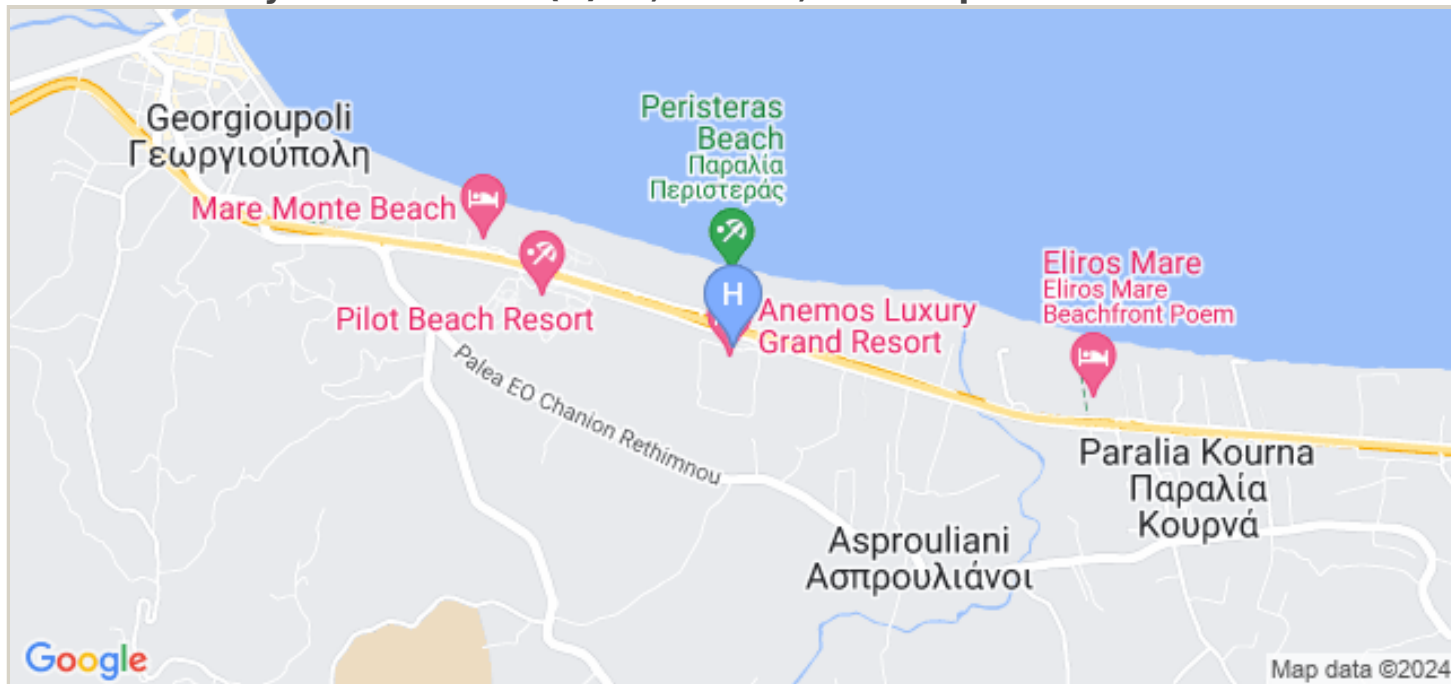 Georgioupoli
Γεωργιούπολη
Peristeras
Beach
Παραλία
Περιστεράς
Mare Monte Beach
Pilot Beach Resort
H
Anemos Luxury
Grand Resort
Eliros Mare
Eliros Mare
Beachfront Poem
Palea EO Chanion Rethimnou
Paralia Kourna
Παραλία
Κουρνά
Asprouliani
Ασπρουλιάνοι
Google
Map data ©2024